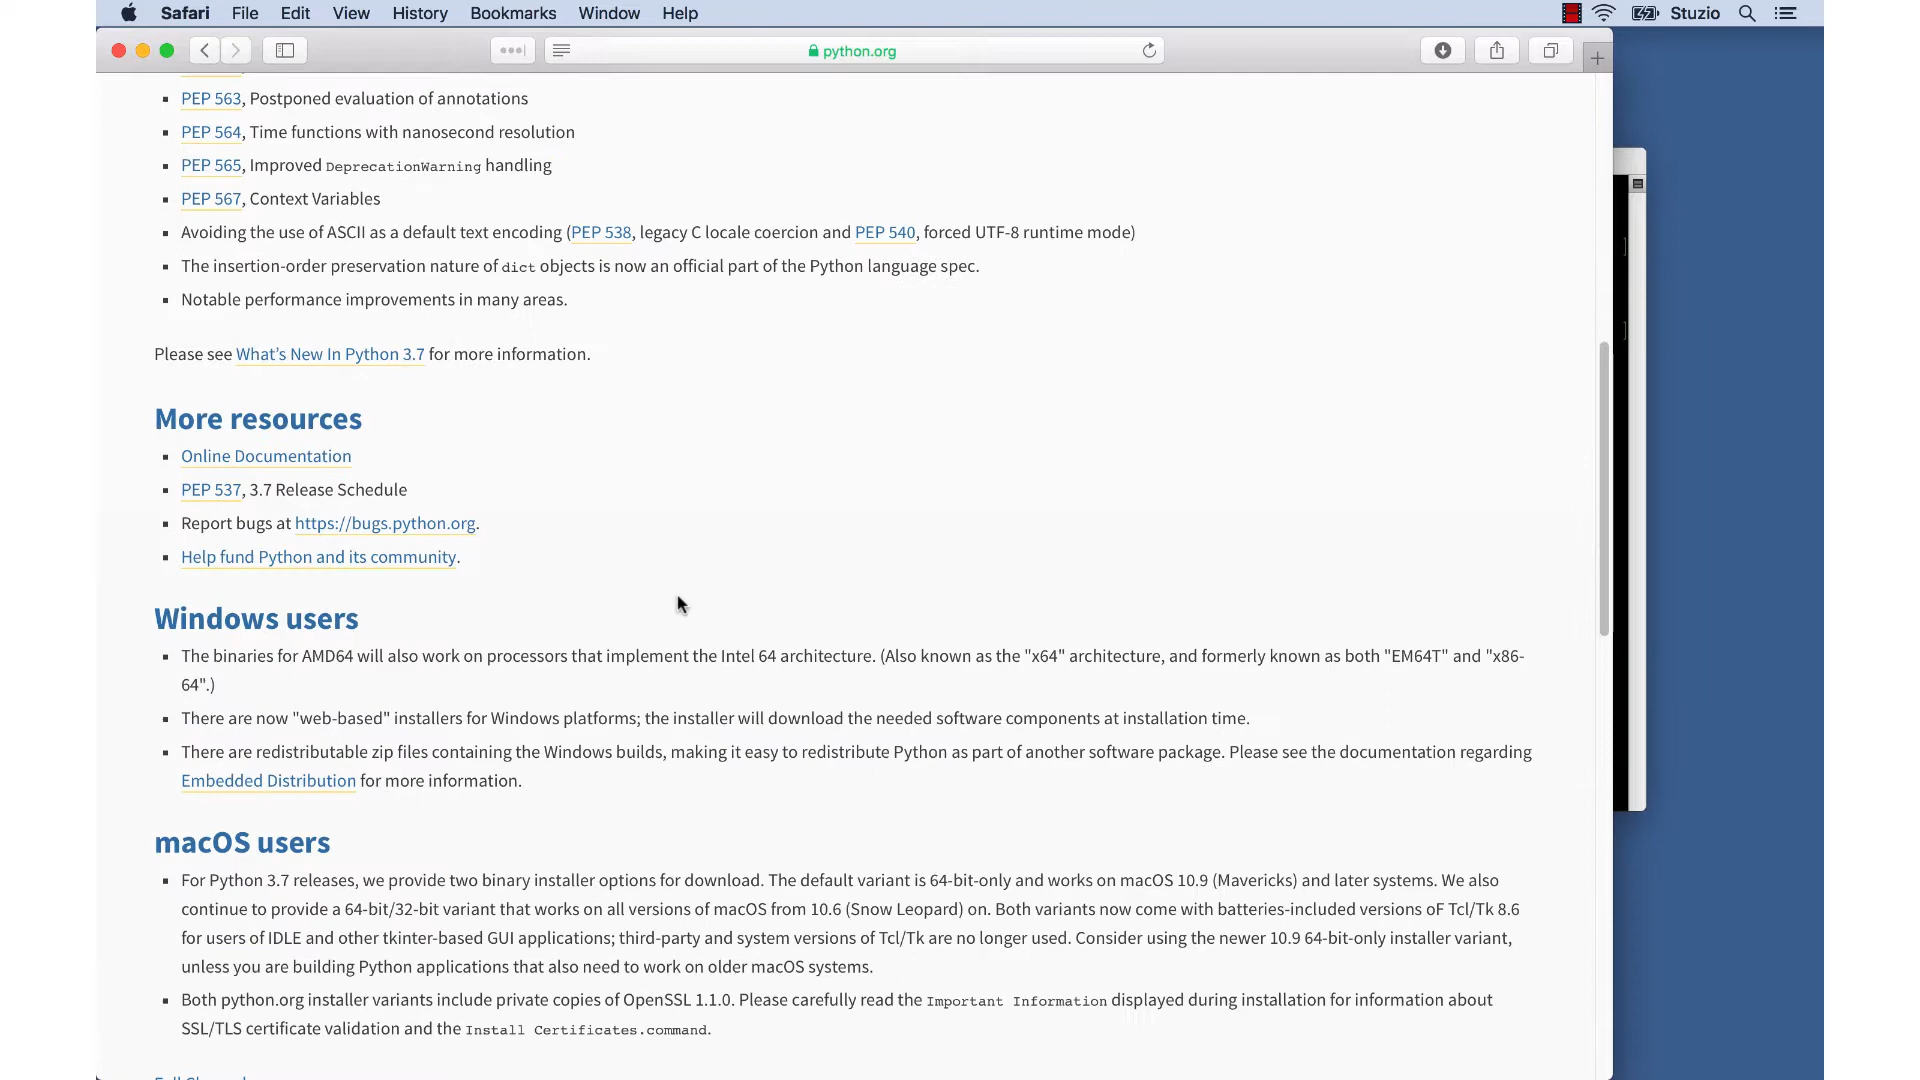 Safari File Edit View History Bookmarks Window Help Stuzio
python.org
PEP 563, Postponed evaluation of annotations
PEP 564, Time functions with nanosecond resolution
PEP 565, Improved DeprecationWarning handling
PEP 567, Context Variables
Avoiding the use of ASCII as a default text encoding (PEP 538, legacy C locale coercion and PEP 540, forced UTF-8 runtime mode)
The insertion-order preservation nature of dict objects is now an official part of the Python language spec.
Notable performance improvements in many areas.
Please see What's New In Python 3.7 for more information.
More resources
Online Documentation
PEP 537, 3.7 Release Schedule
Report bugs at https://bugs.python.org.
Help fund Python and its community.
Windows users
The binaries for AMD64 will also work on processors that implement the Intel 64 architecture. (Also known as the "x64" architecture, and formerly known as both "EM64T" and "x86-
64".)
There are now "web-based" installers for Windows platforms; the installer will download the needed software components at installation time.
There are redistributable zip files containing the Windows builds, making it easy to redistribute Python as part of another software package. Please see the documentation regarding
Embedded Distribution for more information.
macOS users
For Python 3.7 releases, we provide two binary installer options for download. The default variant is 64-bit-only and works on macOS 10.9 (Mavericks) and later systems. We also
continue to provide a 64-bit/32-bit variant that works on all versions of macOS from 10.6 (Snow Leopard) on. Both variants now come with batteries-included versions oF Tcl/Tk 8.6
for users of IDLE and other tkinter-based GUI applications; third-party and system versions of Tcl/Tk are no longer used. Consider using the newer 10.9 64-bit-only installer variant,
unless you are building Python applications that also need to work on older macOS systems.
Both python.org installer variants include private copies of OpenSSL 1.1.0. Please carefully read the Important Information displayed during installation for information about
SSL/TLS certificate validation and the Install Certificates.command.